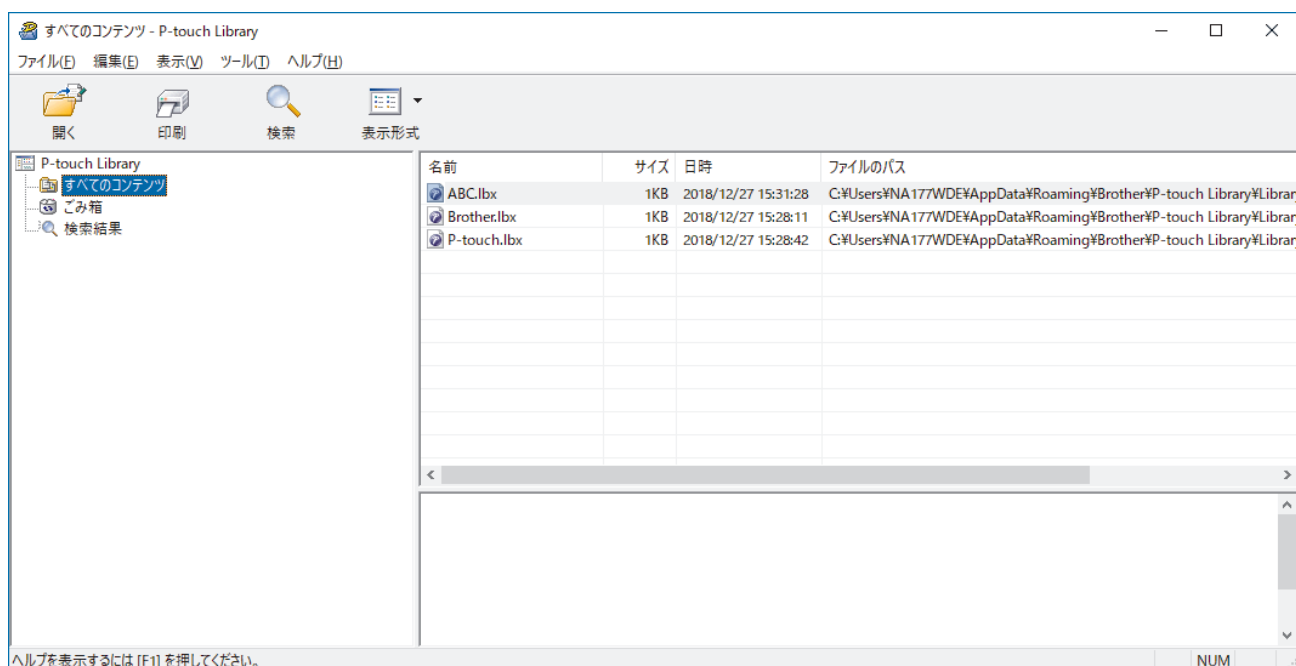 すべてのコンテンツ - P-touch Library
ファイル(F) 編集(E) 表示(V) ツール(T) ヘルプ(H)
開く 印刷 検索 表示形式
P-touch Library
すべてのコンテンツ
ごみ箱
検索結果
名前 サイズ 日時 ファイルのパス
ABC.lbx 1KB 2018/12/27 15:31:28 C:¥Users¥NA177WDE¥AppData¥Roaming¥Brother¥P-touch Library¥Librar
Brother.lbx 1KB 2018/12/27 15:28:11 C:¥Users¥NA177WDE¥AppData¥Roaming¥Brother¥P-touch Library¥Librar
P-touch.lbx 1KB 2018/12/27 15:28:42 C:¥Users¥NA177WDE¥AppData¥Roaming¥Brother¥P-touch Library¥Librar
ヘルプを表示するには [F1] を押してください。 NUM